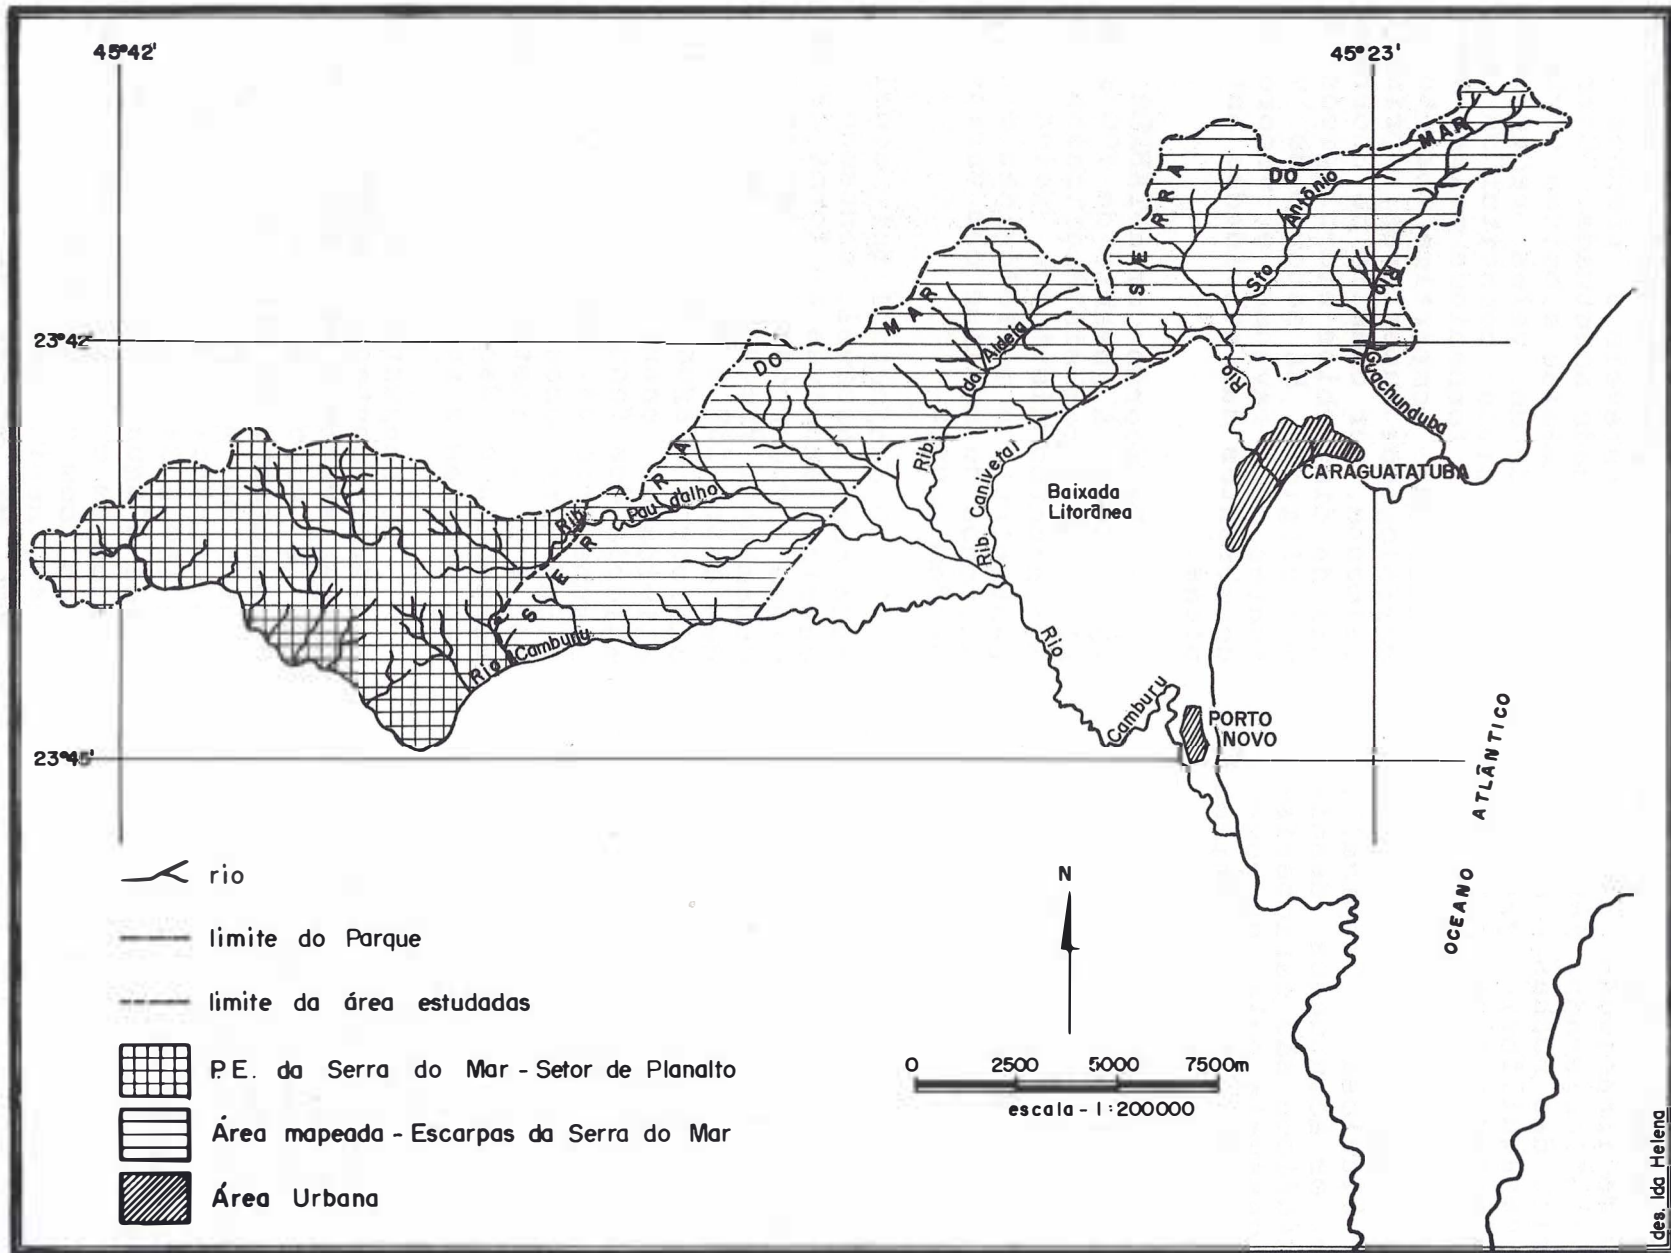 45°42'
45°23'
SERRA DO MAR
Sto Antônio
Rio
SERRA DO MAR
23°42'
Rib. da Aldeia
Rio
Guachunduba
CARAGUATATUBA
Rib. Canivetal
Baixada
Litorânea
Rib. Pau d'alho
Rio Camburu
Rio
Camburu
PORTO
NOVO
23°45'
OCEANO ATLÂNTICO
rio
limite do Parque
limite da área estudadas
P.E. da Serra do Mar - Setor de Planalto
Área mapeada - Escarpas da Serra do Mar
Área Urbana
N
0 2500 5000 7500m
escala - 1:200000
des. Ida Helena